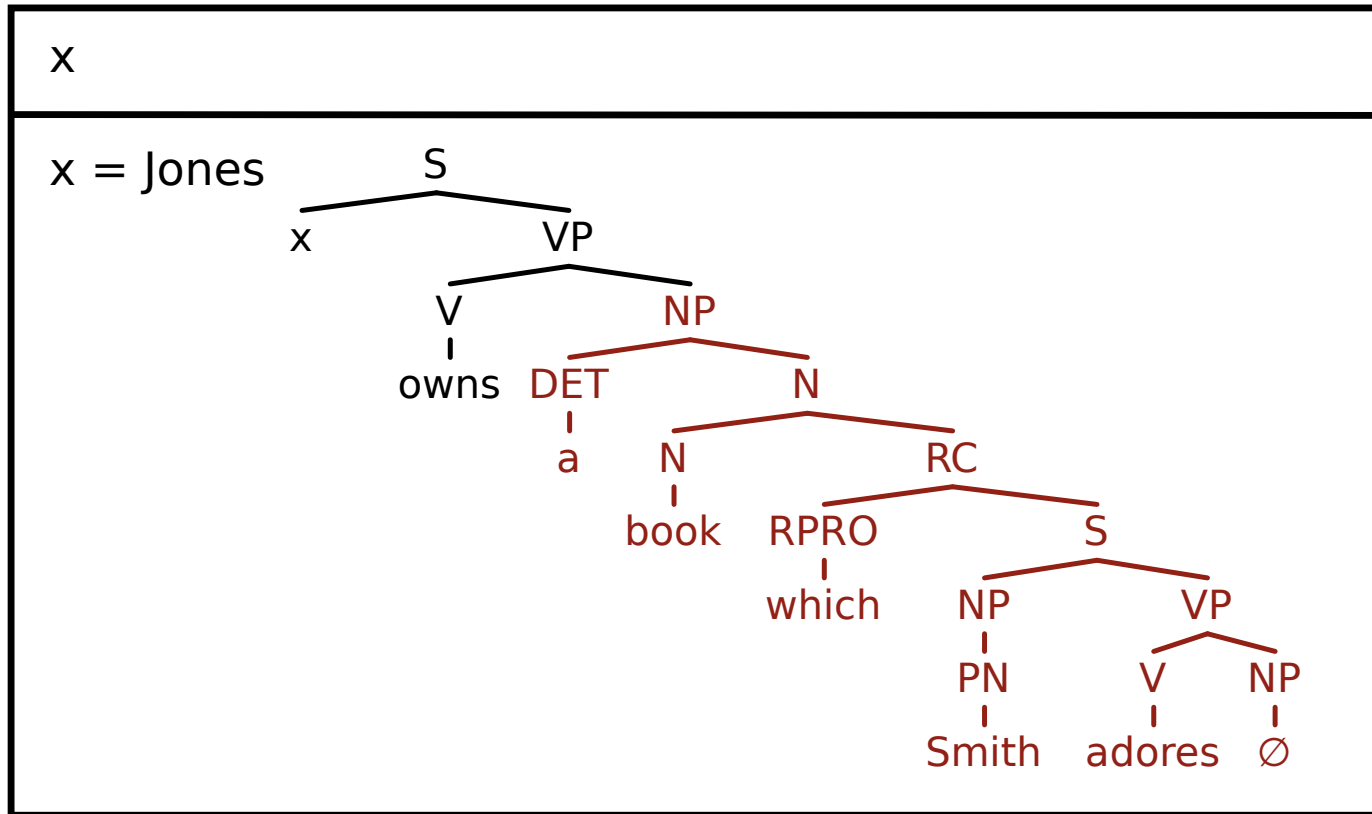 x
x = Jones S
x VP
V NP
owns DET N
a N RC
book RPRO S
which NP VP
PN V NP
Smith adores ∅